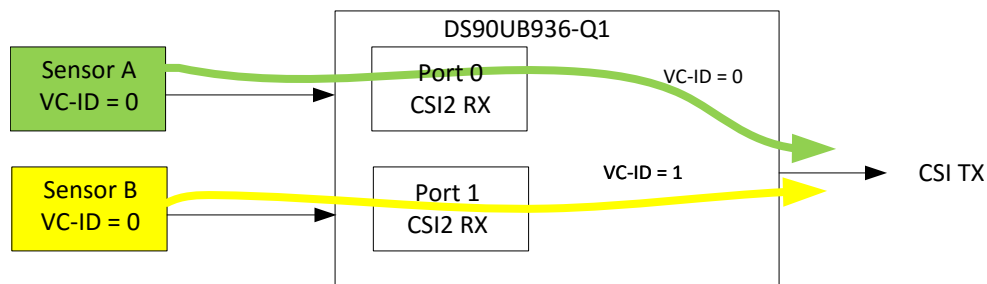 DS90UB936-Q1
Sensor A
VC-ID = 0
Port 0
CSI2 RX
VC-ID = 0
Sensor B
VC-ID = 0
Port 1
CSI2 RX
VC-ID = 1
CSI TX